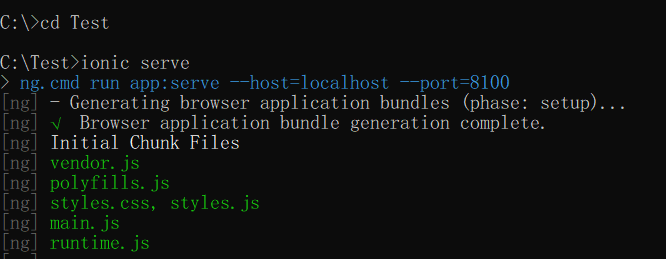 C:\>cd Test
C:\Test>ionic serve
> ng.cmd run app:serve --host=localhost --port=8100
[ng] - Generating browser application bundles (phase: setup)...
[ng] √  Browser application bundle generation complete.
[ng] Initial Chunk Files
[ng] vendor.js
[ng] polyfills.js
[ng] styles.css, styles.js
[ng] main.js
[ng] runtime.js